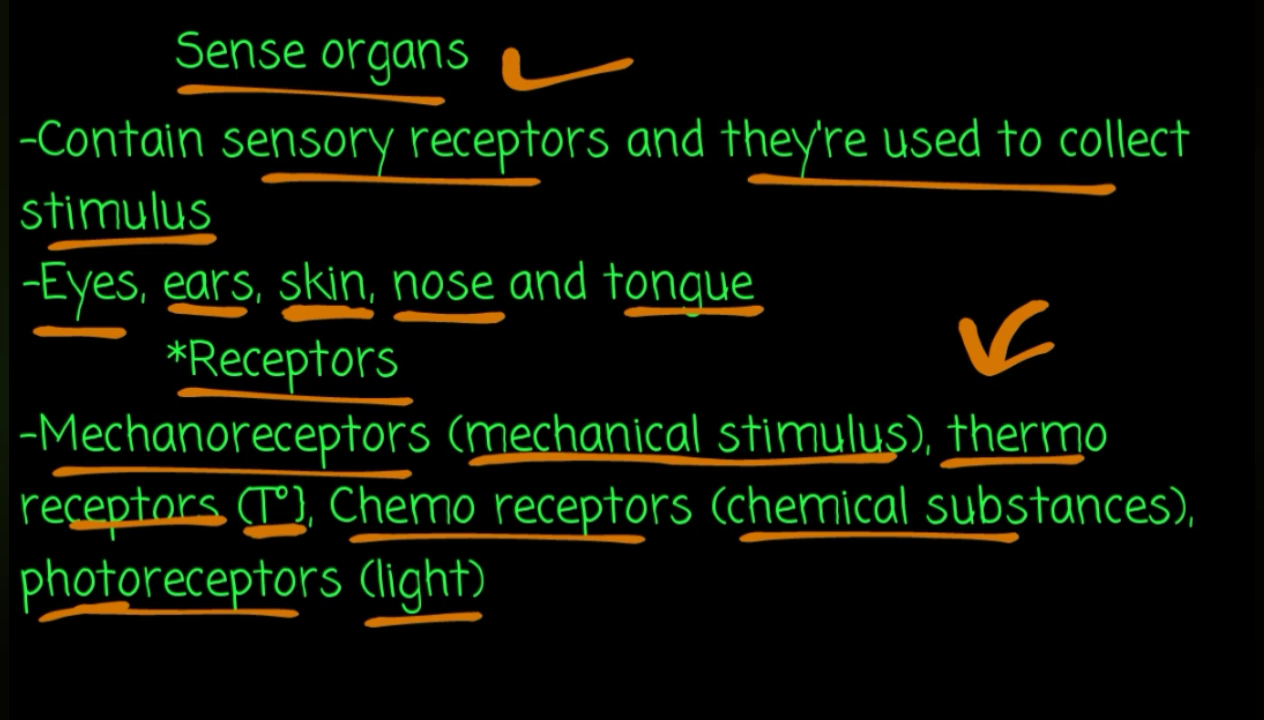 Sense organs
-Contain sensory receptors and they're used to collect
stimulus
-Eyes, ears, skin, nose and tongue
*Receptors
-Mechanoreceptors (mechanical stimulus), thermo
receptors (T°), Chemo receptors (chemical substances),
photoreceptors (light)